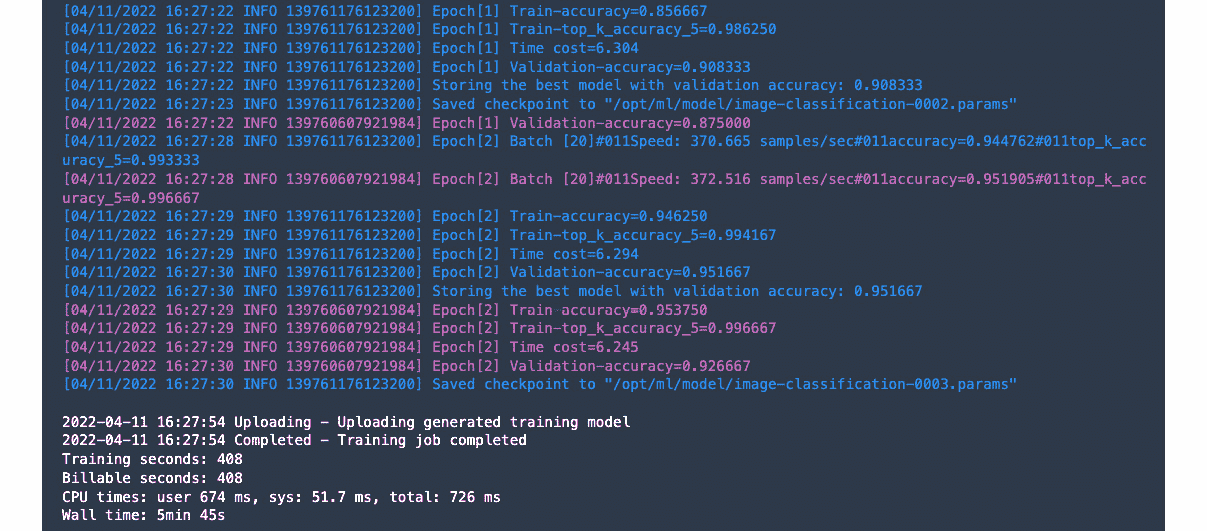 [04/11/2022 16:27:22 INFO 139761176123200] Epoch[1] Train-accuracy=0.856667
[04/11/2022 16:27:22 INFO 139761176123200] Epoch[1] Train-top_k_accuracy_5=0.986250
[04/11/2022 16:27:22 INFO 139761176123200] Epoch[1] Time cost=6.304
[04/11/2022 16:27:22 INFO 139761176123200] Epoch[1] Validation-accuracy=0.908333
[04/11/2022 16:27:22 INFO 139761176123200] Storing the best model with validation accuracy: 0.908333
[04/11/2022 16:27:23 INFO 139761176123200] Saved checkpoint to "/opt/ml/model/image-classification-0002.params"
[04/11/2022 16:27:22 INFO 139760607921984] Epoch[1] Validation-accuracy=0.875000
[04/11/2022 16:27:28 INFO 139761176123200] Epoch[2] Batch [20]#011Speed: 370.665 samples/sec#011accuracy=0.944762#011top_k_acc
uracy_5=0.993333
[04/11/2022 16:27:28 INFO 139760607921984] Epoch[2] Batch [20]#011Speed: 372.516 samples/sec#011accuracy=0.951905#011top_k_acc
uracy_5=0.996667
[04/11/2022 16:27:29 INFO 139761176123200] Epoch[2] Train-accuracy=0.946250
[04/11/2022 16:27:29 INFO 139761176123200] Epoch[2] Train-top_k_accuracy_5=0.994167
[04/11/2022 16:27:29 INFO 139761176123200] Epoch[2] Time cost=6.294
[04/11/2022 16:27:30 INFO 139761176123200] Epoch[2] Validation-accuracy=0.951667
[04/11/2022 16:27:30 INFO 139761176123200] Storing the best model with validation accuracy: 0.951667
[04/11/2022 16:27:29 INFO 139760607921984] Epoch[2] Train-accuracy=0.953750
[04/11/2022 16:27:29 INFO 139760607921984] Epoch[2] Train-top_k_accuracy_5=0.996667
[04/11/2022 16:27:29 INFO 139760607921984] Epoch[2] Time cost=6.245
[04/11/2022 16:27:30 INFO 139760607921984] Epoch[2] Validation-accuracy=0.926667
[04/11/2022 16:27:30 INFO 139761176123200] Saved checkpoint to "/opt/ml/model/image-classification-0003.params"
2022-04-11 16:27:54 Uploading - Uploading generated training model
2022-04-11 16:27:54 Completed - Training job completed
Training seconds: 408
Billable seconds: 408
CPU times: user 674 ms, sys: 51.7 ms, total: 726 ms
Wall time: 5min 45s